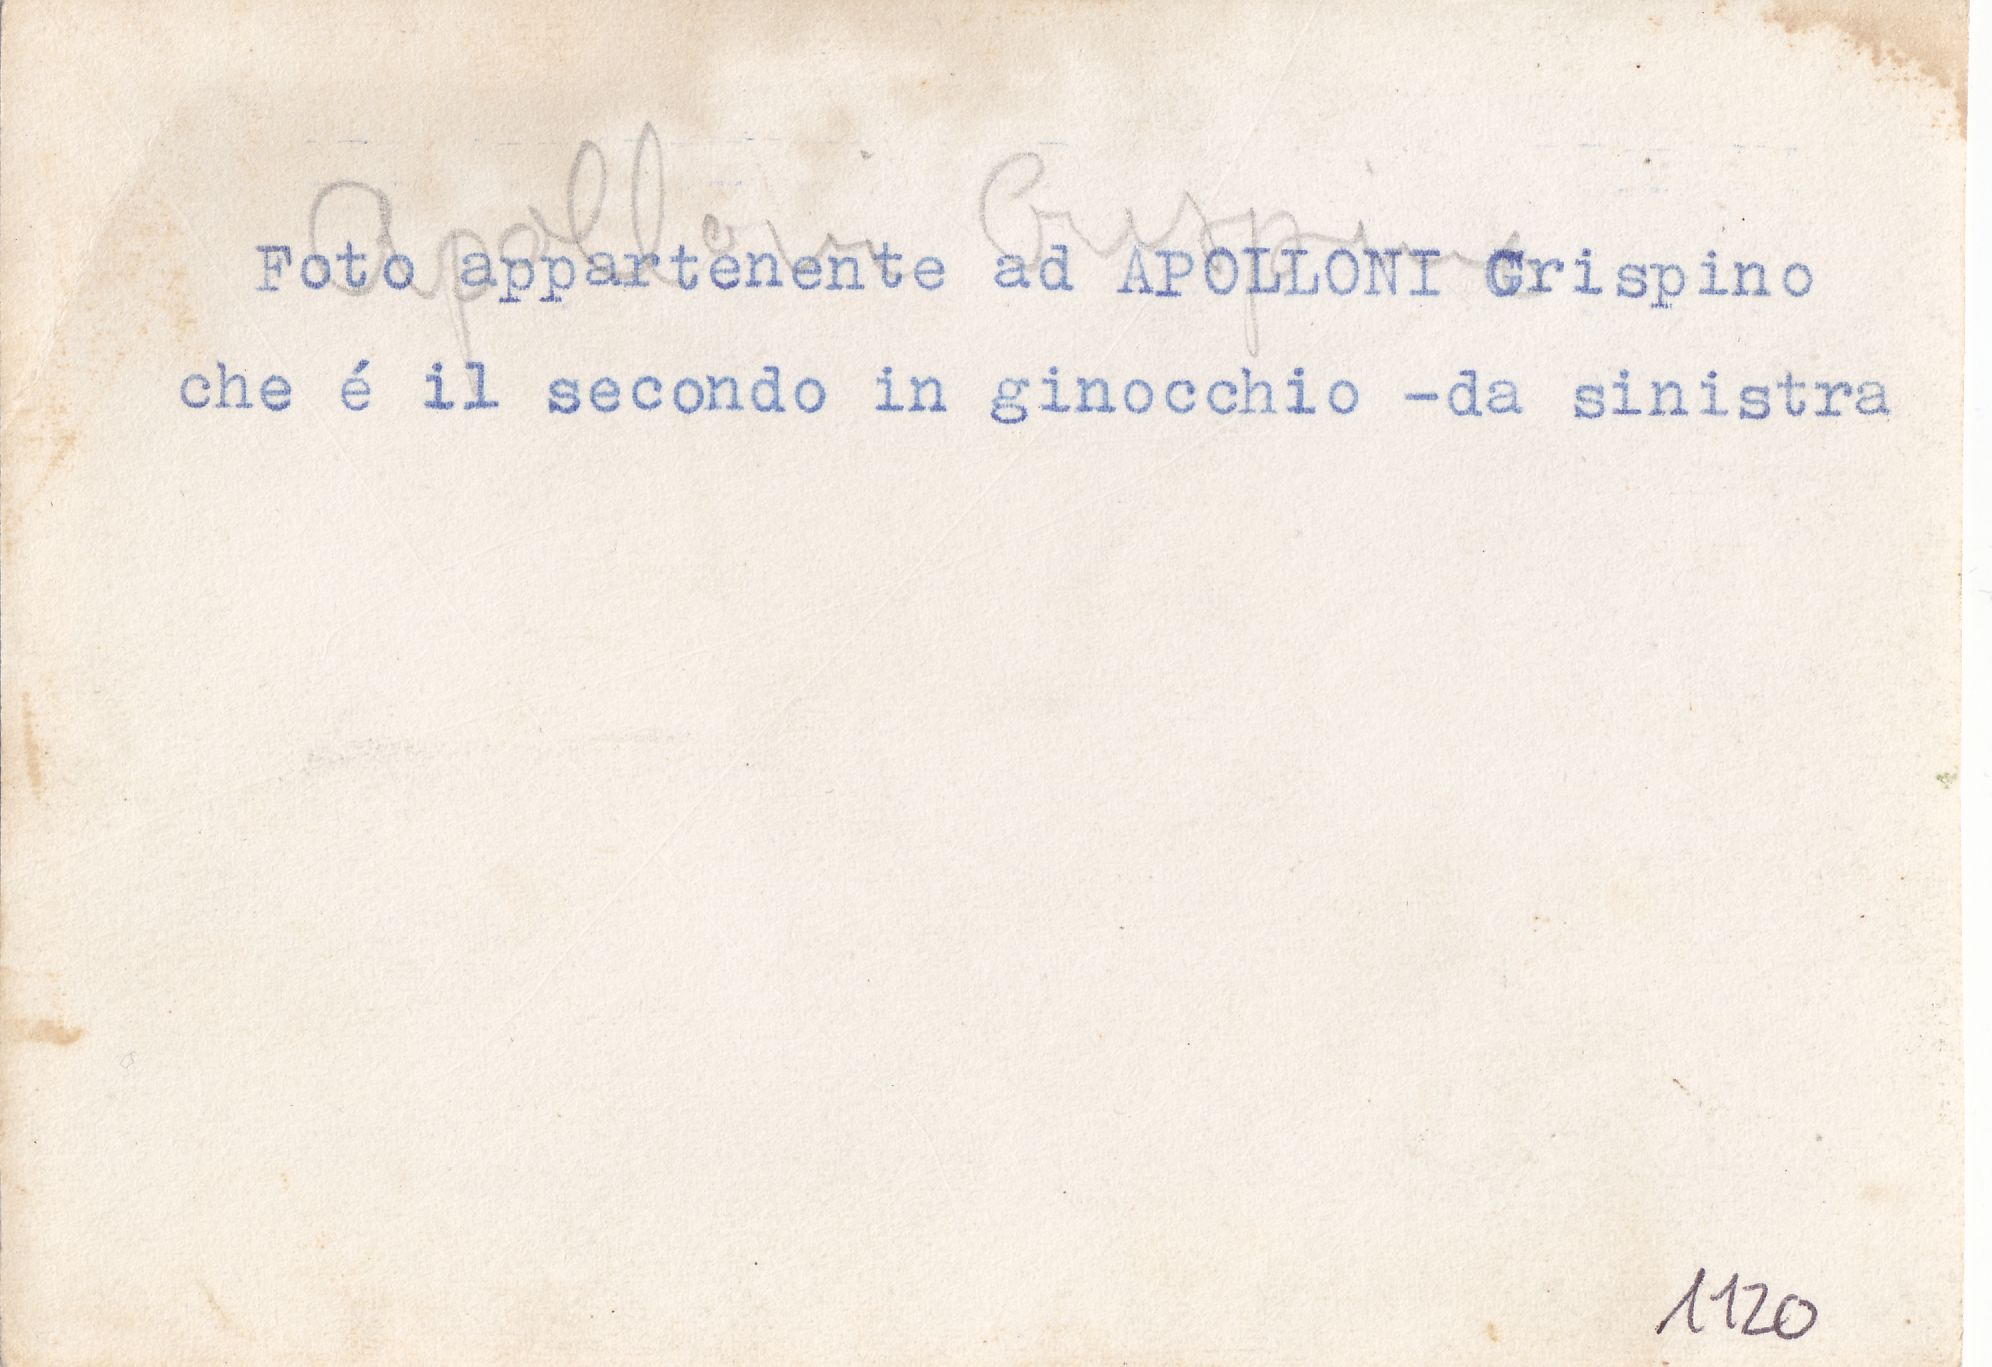 Apolloni Crispino
Foto appartenente ad APOLLONI Grispino
che é il secondo in ginocchio -da sinistra
1120